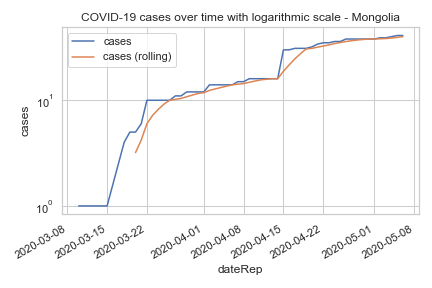 COVID-19 cases over time with logarithmic scale - Mongolia
cases
cases (rolling)
cases
10¹
10⁰
2020-03-08
2020-03-15
2020-03-22
2020-04-01
2020-04-08
2020-04-15
2020-04-22
2020-05-01
2020-05-08
dateRep